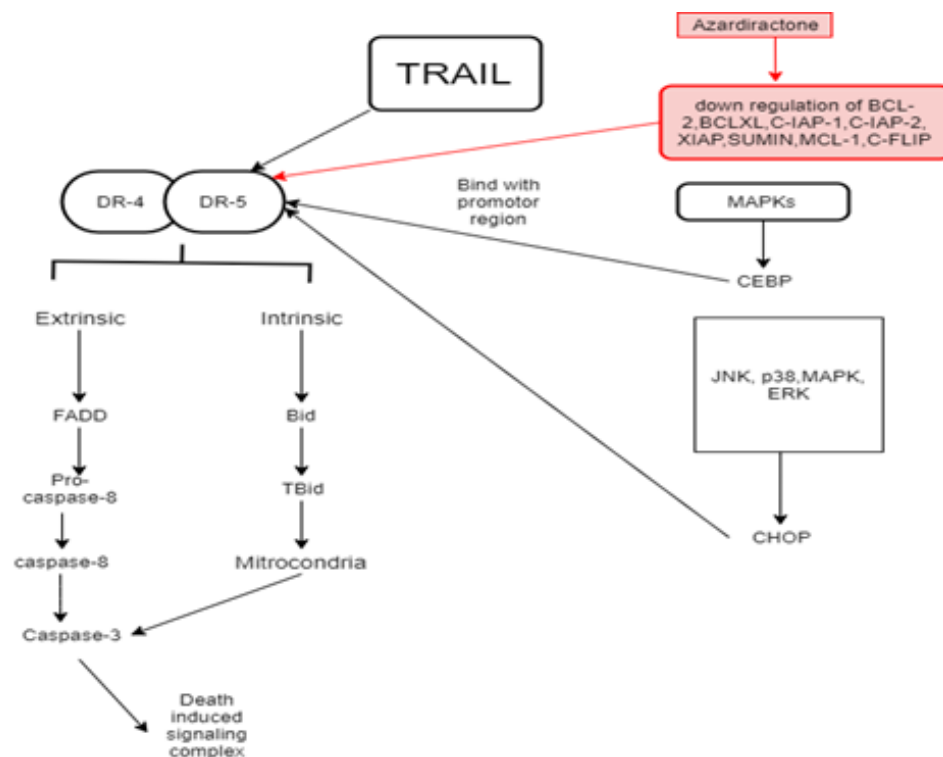 Azardiractone
TRAIL
down regulation of BCL-
2,BCLXL,C-IAP-1,C-IAP-2,
XIAP,SUMIN,MCL-1,C-FLIP
DR-4
DR-5
Bind with
promotor
region
MAPKs
CEBP
Extrinsic
Intrinsic
JNK, p38,MAPK,
ERK
FADD
Bid
Pro-
caspase-8
TBid
CHOP
caspase-8
Mitrocondria
Caspase-3
Death
induced
signaling
complex